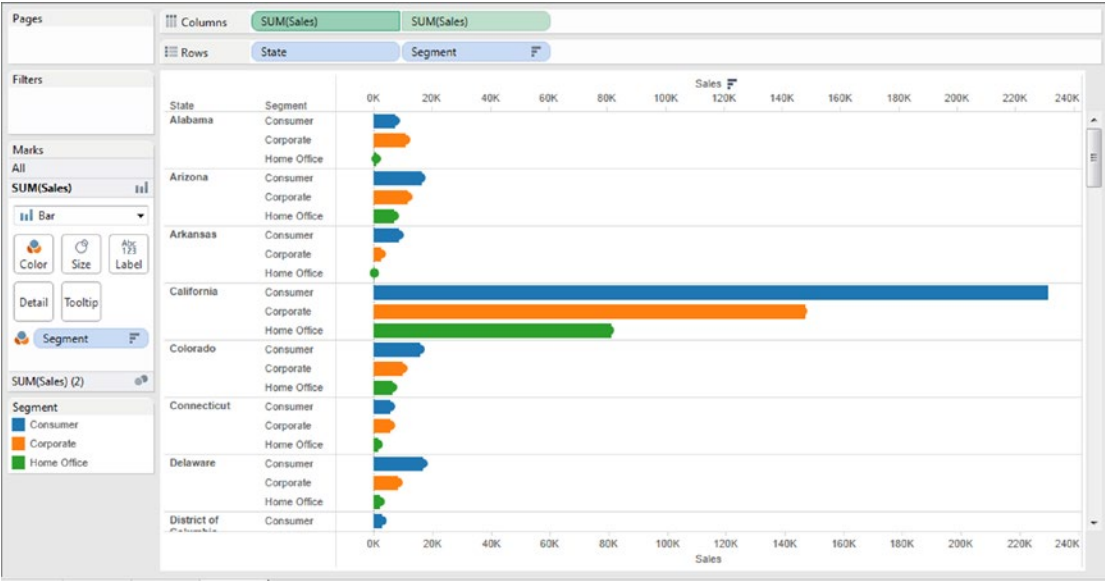 Pages
Columns SUM(Sales) SUM(Sales)
Rows State Segment
Filters
Sales
State Segment 0K 20K 40K 60K 80K 100K 120K 140K 160K 180K 200K 220K 240K
Alabama Consumer
Corporate
Home Office
Marks
All
SUM(Sales)
Bar
Color Size Abc 123 Label
Detail Tooltip
Segment
SUM(Sales) (2)
Segment
Consumer
Corporate
Home Office
Arizona Consumer
Corporate
Home Office
Arkansas Consumer
Corporate
Home Office
California Consumer
Corporate
Home Office
Colorado Consumer
Corporate
Home Office
Connecticut Consumer
Corporate
Home Office
Delaware Consumer
Corporate
Home Office
District of Consumer
Columbia
0K 20K 40K 60K 80K 100K 120K 140K 160K 180K 200K 220K 240K
Sales